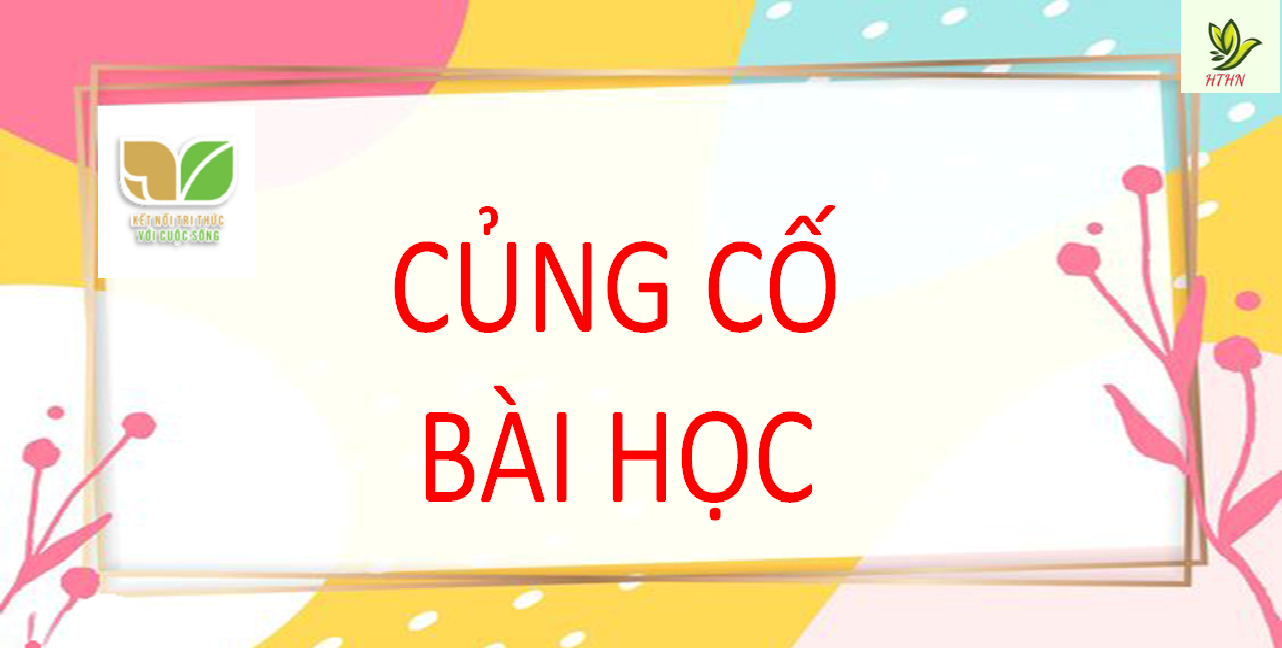 HTHN
KẾT NỐI TRI THỨC
VỚI CUỘC SỐNG
CỦNG CỐ
BÀI HỌC